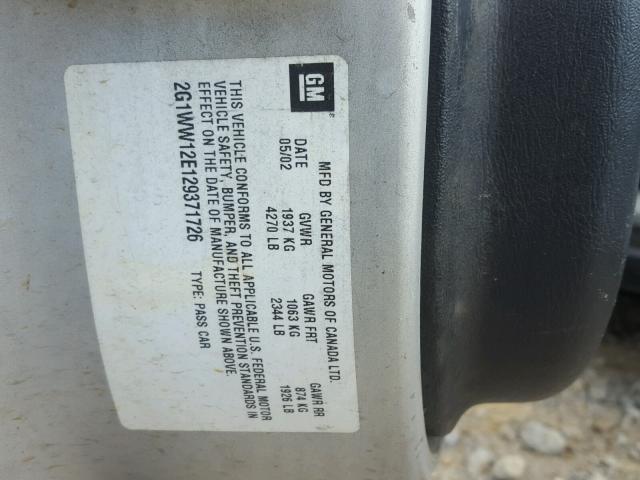 GM
MFD BY GENERAL MOTORS OF CANADA LTD.
DATE GVWR GAWR FRT GAWR RR
05/02 1937 KG 1063 KG 874 KG
4270 LB 2344 LB 1926 LB
THIS VEHICLE CONFORMS TO ALL APPLICABLE U.S. FEDERAL MOTOR
VEHICLE SAFETY, BUMPER, AND THEFT PREVENTION STANDARDS IN
EFFECT ON THE DATE OF MANUFACTURE SHOWN ABOVE.
2G1WW12E129371726 TYPE: PASS CAR